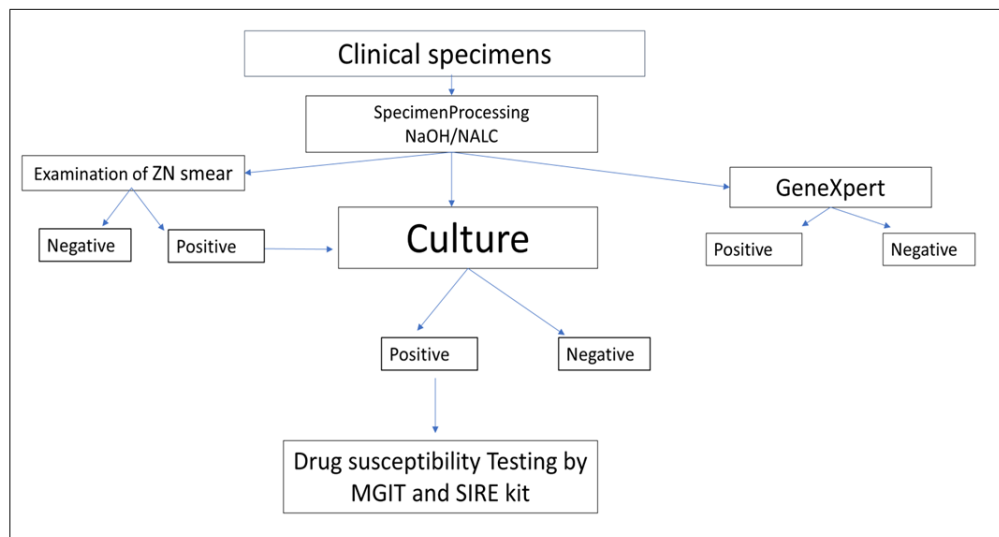 Clinical specimens
SpecimenProcessing
NaOH/NALC
Examination of ZN smear
GeneXpert
Negative
Positive
Culture
Positive
Negative
Positive
Negative
Drug susceptibility Testing by
MGIT and SIRE kit